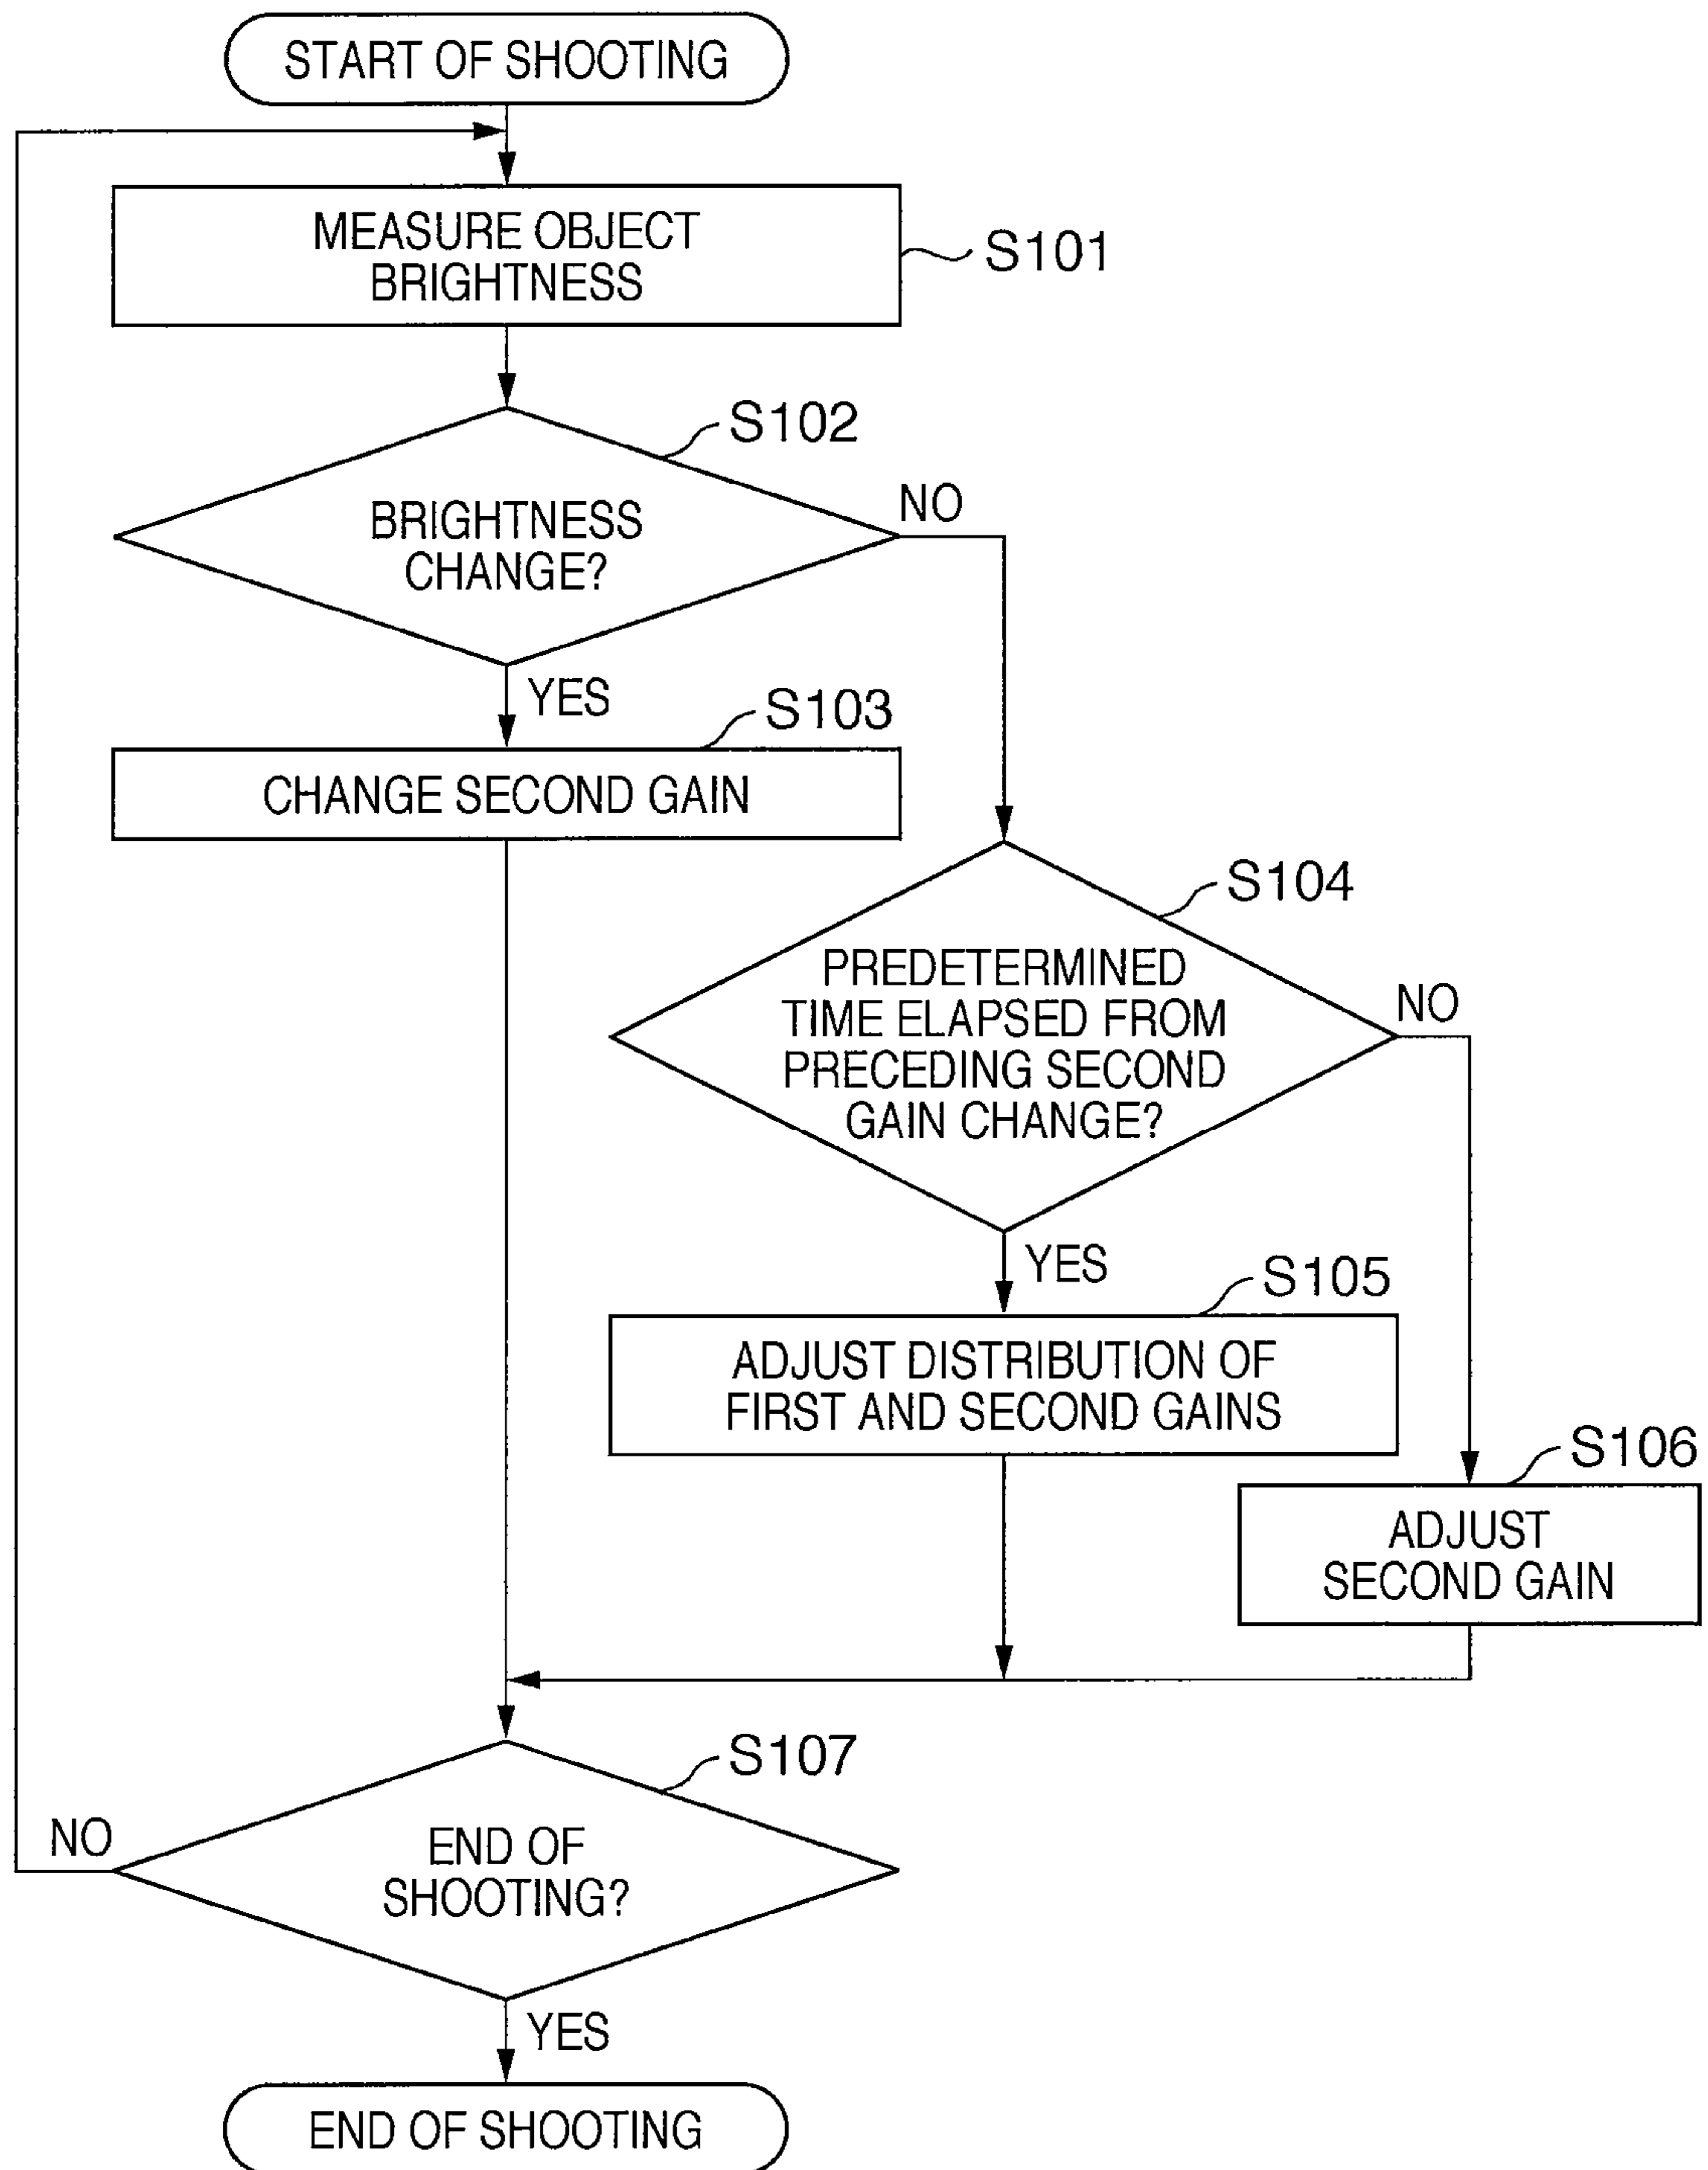 START OF SHOOTING
MEASURE OBJECT
BRIGHTNESS
S101
S102
BRIGHTNESS
CHANGE?
NO
YES
S103
CHANGE SECOND GAIN
S104
PREDETERMINED
TIME ELAPSED FROM
PRECEDING SECOND
GAIN CHANGE?
NO
YES
S105
ADJUST DISTRIBUTION OF
FIRST AND SECOND GAINS
S106
ADJUST
SECOND GAIN
S107
END OF
SHOOTING?
NO
YES
END OF SHOOTING